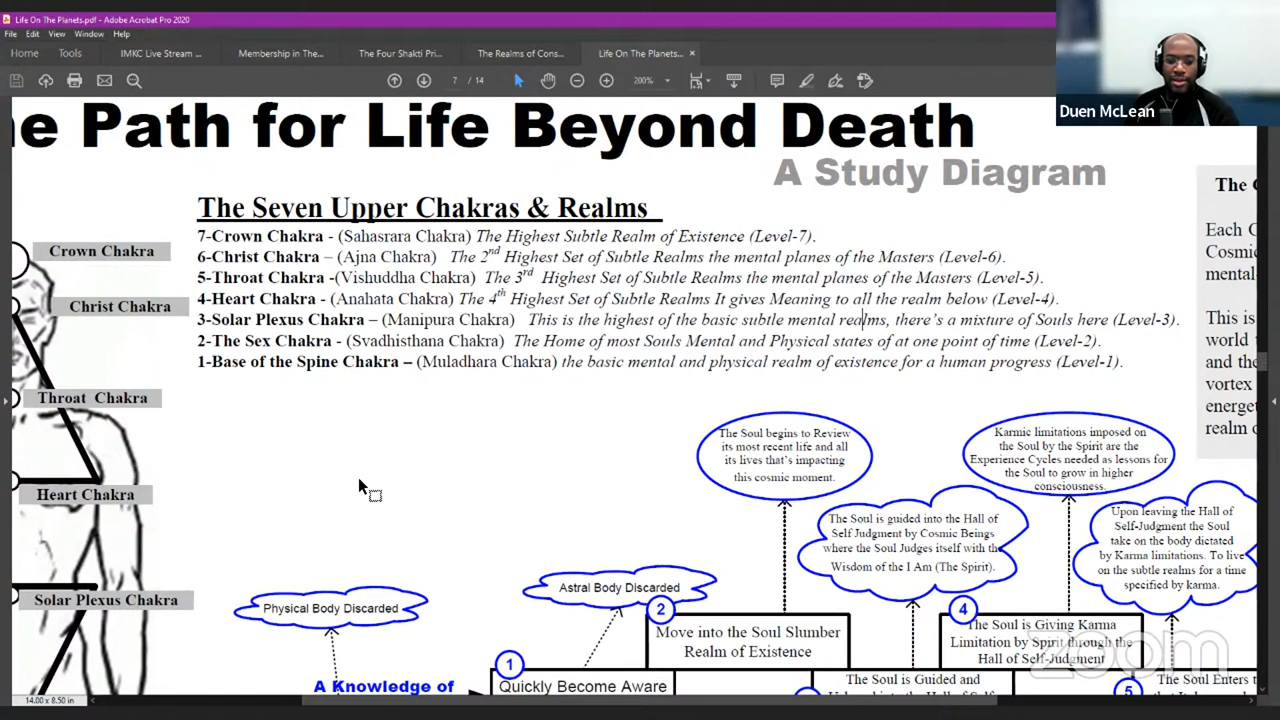 Life On The Planets.pdf - Adobe Acrobat Pro 2020
File Edit View Window Help
Home Tools IMKC Live Stream ... Membership in The... The Four Shakti Pri... The Realms of Cons... Life On The Planets... ×
7 / 14 200%
Duen McLean
e Path for Life Beyond Death
A Study Diagram
The Seven Upper Chakras & Realms
7-Crown Chakra - (Sahasrara Chakra) The Highest Subtle Realm of Existence (Level-7).
6-Christ Chakra – (Ajna Chakra) The 2nd Highest Set of Subtle Realms the mental planes of the Masters (Level-6).
5-Throat Chakra -(Vishuddha Chakra) The 3rd Highest Set of Subtle Realms the mental planes of the Masters (Level-5).
4-Heart Chakra - (Anahata Chakra) The 4th Highest Set of Subtle Realms It gives Meaning to all the realm below (Level-4).
3-Solar Plexus Chakra – (Manipura Chakra) This is the highest of the basic subtle mental realms, there's a mixture of Souls here (Level-3).
2-The Sex Chakra - (Svadhisthana Chakra) The Home of most Souls Mental and Physical states of at one point of time (Level-2).
1-Base of the Spine Chakra – (Muladhara Chakra) the basic mental and physical realm of existence for a human progress (Level-1).
Crown Chakra
Christ Chakra
Throat Chakra
Heart Chakra
Solar Plexus Chakra
The
Each C
Cosmic
mental-
This is
world
and the
vortex
energe
realm o
The Soul begins to Review
its most recent life and all
its lives that's impacting
this cosmic moment.
Karmic limitations imposed on
the Soul by the Spirit are the
Experience Cycles needed as lessons for
the Soul to grow in higher
consciousness.
The Soul is guided into the Hall of
Self Judgment by Cosmic Beings
where the Soul Judges itself with the
Wisdom of the I Am (The Spirit).
Upon leaving the Hall of
Self-Judgment the Soul
take on the body dictated
by Karma limitations. To live
on the subtle realms for a time
specified by karma.
Physical Body Discarded
Astral Body Discarded
2
Move into the Soul Slumber
Realm of Existence
4
The Soul is Giving Karma
Limitation by Spirit through the
Hall of Self-Judgment
1
Quickly Become Aware
A Knowledge of
The Soul is Guided and
5
The Soul Enters t
zoom
14.00 x 8.50 in